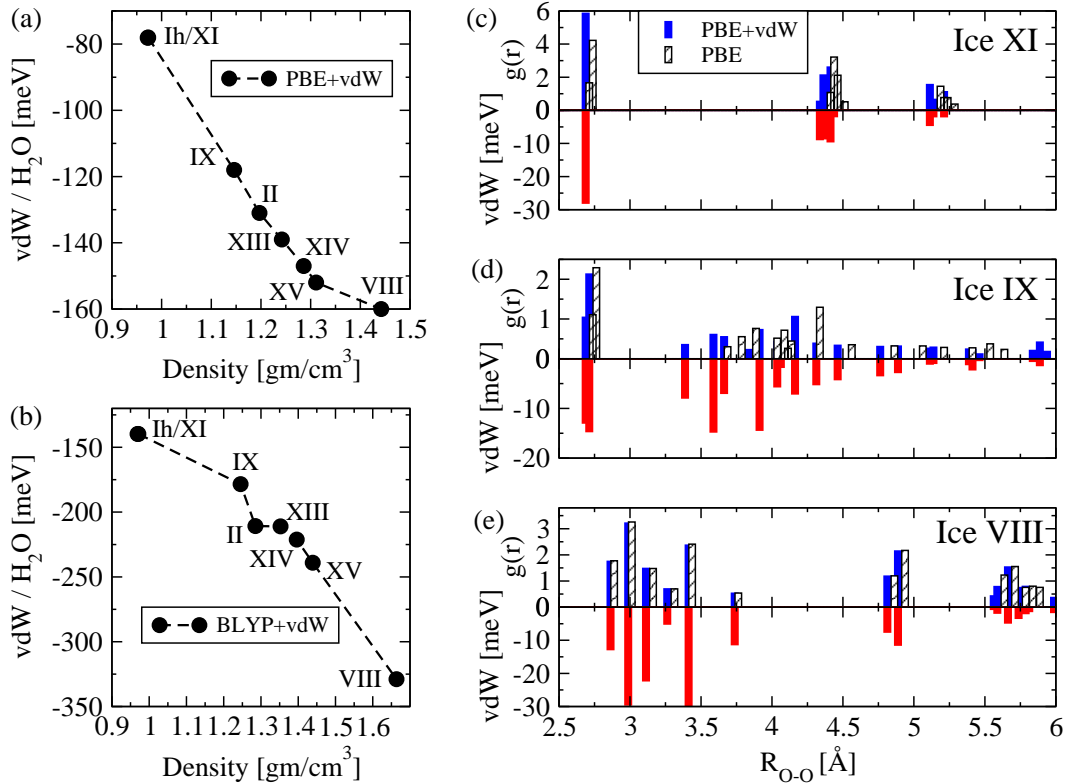 (a)
vdW / H₂O [meV]
-80
-100
-120
-140
-160
Ih/XI
PBE+vdW
IX
II
XIII
XIV
XV
VIII
0.9 1 1.1 1.2 1.3 1.4 1.5
Density [gm/cm³]
(b)
vdW / H₂O [meV]
-150
-200
-250
-300
-350
Ih/XI
IX
II
XIII
XIV
XV
BLYP+vdW
VIII
0.9 1 1.1 1.2 1.3 1.4 1.5 1.6
Density [gm/cm³]
(c)
PBE+vdW
PBE
Ice XI
g(r)
6
4
2
0
vdW [meV]
-10
-20
-30
(d)
Ice IX
g(r)
2
1
0
vdW [meV]
-10
-20
(e)
Ice VIII
g(r)
3
2
1
0
vdW [meV]
-10
-20
-30
2.5 3 3.5 4 4.5 5 5.5 6
R_O-O [Å]